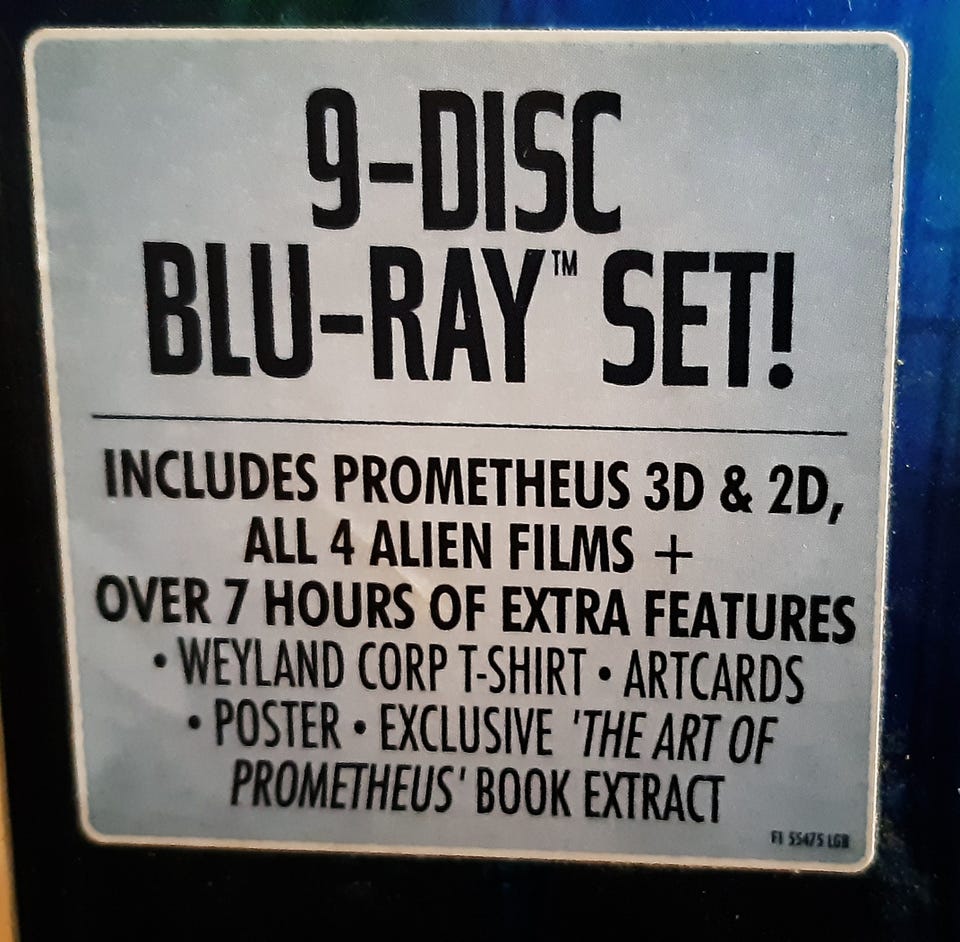 9-DISC
BLU-RAY™ SET!
INCLUDES PROMETHEUS 3D & 2D,
ALL 4 ALIEN FILMS +
OVER 7 HOURS OF EXTRA FEATURES
• WEYLAND CORP T-SHIRT • ARTCARDS
• POSTER • EXCLUSIVE 'THE ART OF
PROMETHEUS' BOOK EXTRACT
F1 55475 LGB